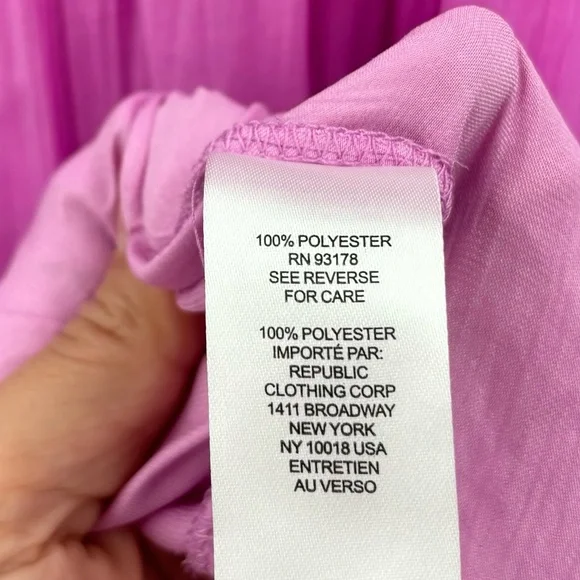 100% POLYESTER
RN 93178
SEE REVERSE
FOR CARE
100% POLYESTER
IMPORTÉ PAR:
REPUBLIC
CLOTHING CORP
1411 BROADWAY
NEW YORK
NY 10018 USA
ENTRETIEN
AU VERSO